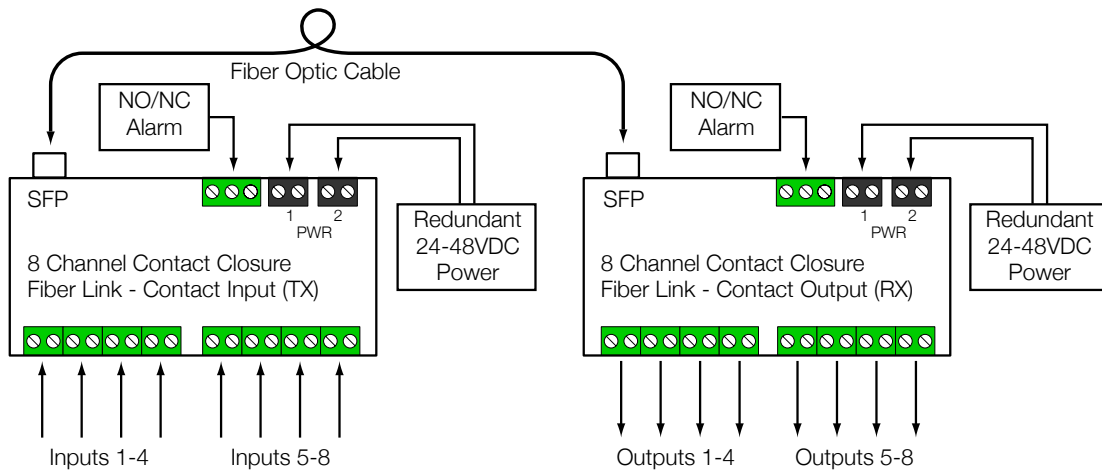 Fiber Optic Cable
NO/NC
Alarm
SFP
1
2
PWR
Redundant
24-48VDC
Power
8 Channel Contact Closure
Fiber Link - Contact Input (TX)
Inputs 1-4
Inputs 5-8
NO/NC
Alarm
SFP
1
2
PWR
Redundant
24-48VDC
Power
8 Channel Contact Closure
Fiber Link - Contact Output (RX)
Outputs 1-4
Outputs 5-8